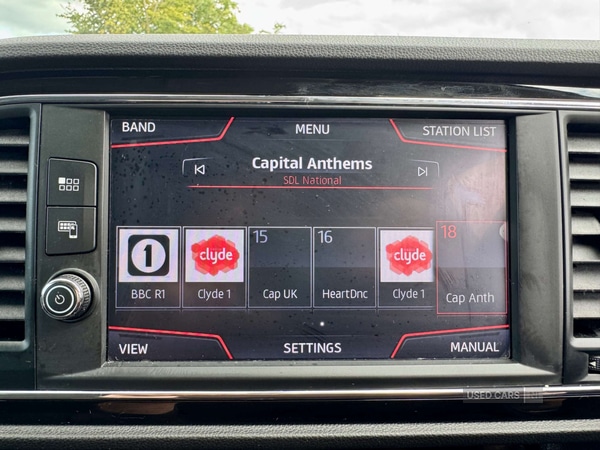 BAND MENU STATION LIST
Capital Anthems
SDL National
1 clyde 15 16 clyde 18
BBC R1 Clyde 1 Cap UK HeartDnc Clyde 1 Cap Anth
VIEW SETTINGS MANUAL
USED CARS